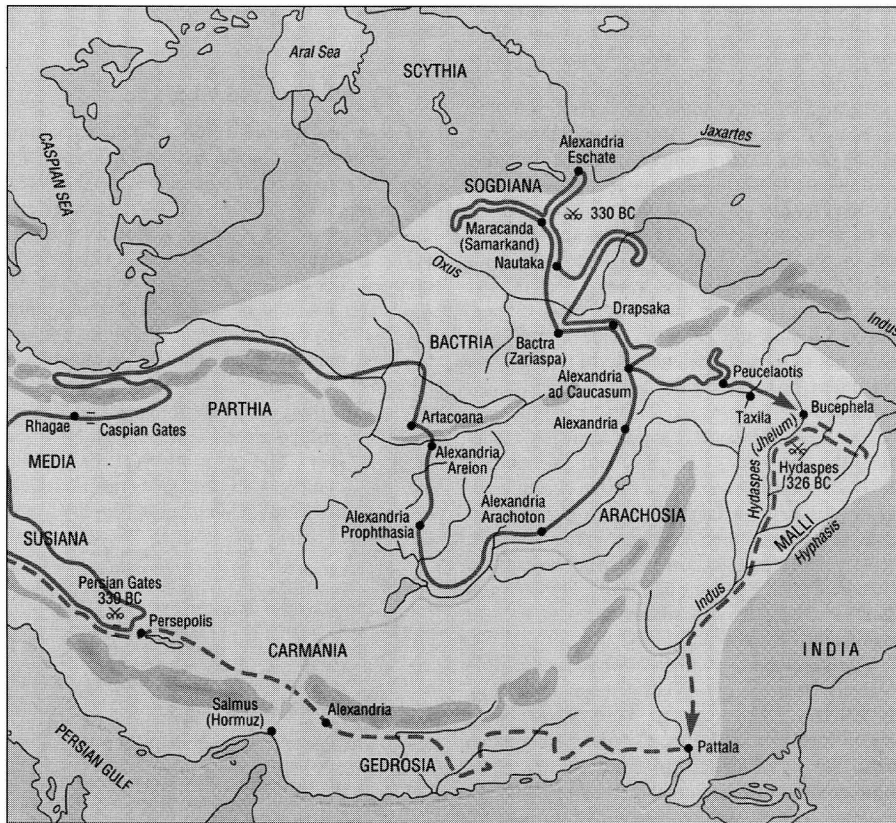 Aral Sea
SCYTHIA
CASPIAN SEA
Alexandria
Eschate
Jaxartes
SOGDIANA
330 BC
Maracanda
(Samarkand)
Nautaka
Oxus
Drapsaka
Indus
BACTRIA
Bactra
(Zariaspa)
Alexandria
ad Caucasum
Peucelaotis
PARTHIA
Artacoana
Taxila
Bucephela
Rhagae
Caspian Gates
Alexandria
MEDIA
Alexandria
Areion
Hydaspes (Jhelum)
Hydaspes
326 BC
Alexandria
Prophthasia
Alexandria
Arachoton
ARACHOSIA
MALLI
Hyphasis
SUSIANA
Persian Gates
330 BC
Persepolis
Indus
CARMANIA
INDIA
Salmus
(Hormuz)
Alexandria
PERSIAN GULF
GEDROSIA
Pattala